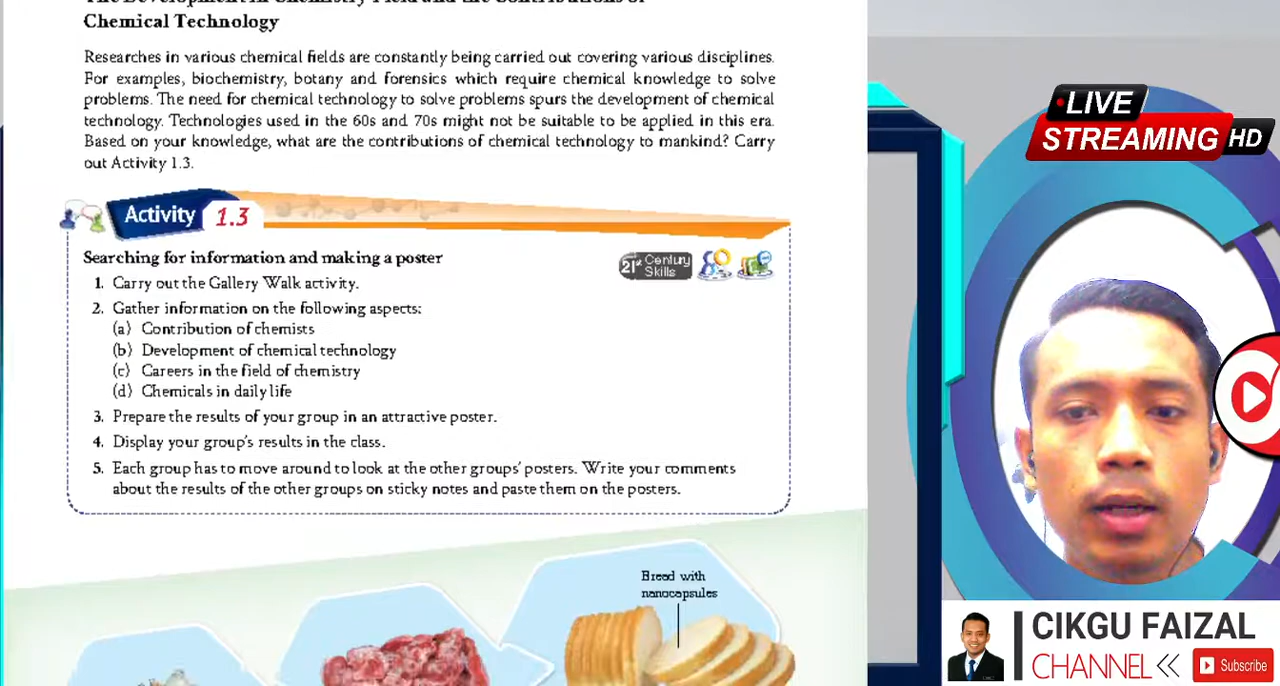 The Development in Chemistry Field and the Contributions of
Chemical Technology
Researches in various chemical fields are constantly being carried out covering various disciplines.
For examples, biochemistry, botany and forensics which require chemical knowledge to solve
problems. The need for chemical technology to solve problems spurs the development of chemical
technology. Technologies used in the 60s and 70s might not be suitable to be applied in this era.
Based on your knowledge, what are the contributions of chemical technology to mankind? Carry
out Activity 1.3.
Activity 1.3
Searching for information and making a poster
21st Century
Skills
1. Carry out the Gallery Walk activity.
2. Gather information on the following aspects:
(a) Contribution of chemists
(b) Development of chemical technology
(c) Careers in the field of chemistry
(d) Chemicals in daily life
3. Prepare the results of your group in an attractive poster.
4. Display your group's results in the class.
5. Each group has to move around to look at the other groups' posters. Write your comments
about the results of the other groups on sticky notes and paste them on the posters.
Bread with
nanocapsules
LIVE
STREAMING HD
CIKGU FAIZAL
CHANNEL
Subscribe